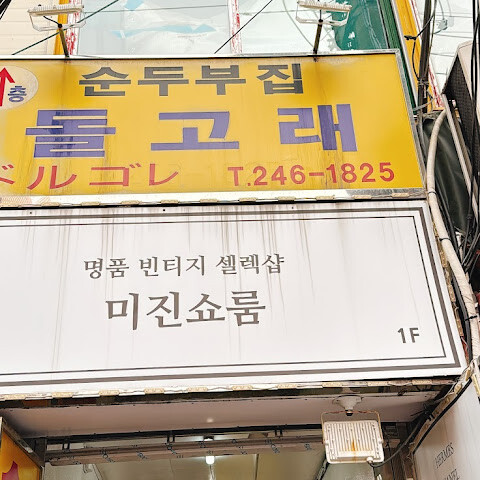 층
순두부집
돌고래
ドルゴレ T.246-1825
명품 빈티지 셀렉샵
미진쇼룸
1F
HERMES